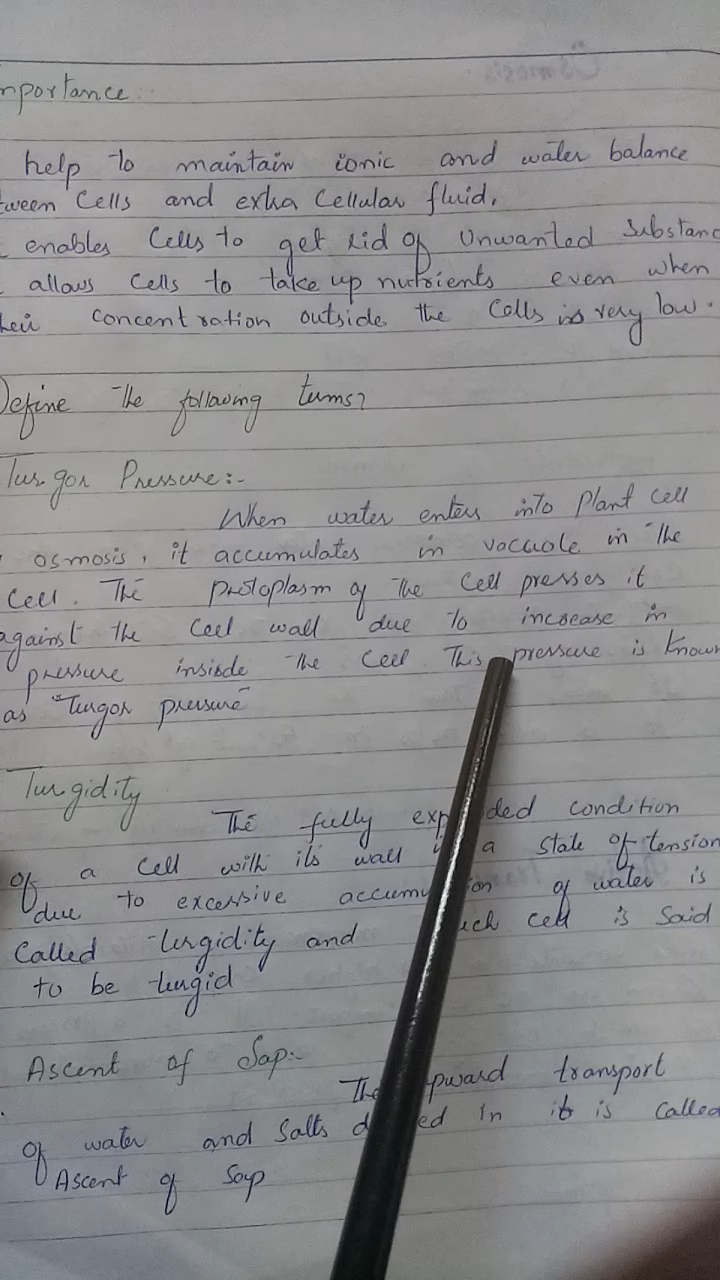 mportance:
help to maintain ionic and water balance
tween Cells and extra Cellular fluid.
enables Cells to get rid of Unwanted Substanc
allows Cells to take up nutrients even when
heir concentration outside the Cells is very low.
Define the following terms?
Turgor Pressure:-
When water enters into Plant cell
osmosis, it accumulates in vacuole in the
Cell. The protoplasm of the Cell presses it
against the Cell wall due to increase in
pressure insisde the Cell. This pressure is known
as "Turgor pressure"
Turgidity
The fully exp ded condition
of a Cell with its wall a state of tension
due to excessive accumu ion of water is
Called turgidity and uch cell is said
to be turgid
Ascent of Sap:-
The pward transport
of water and Salts d ed in it is called
Ascent of Sap